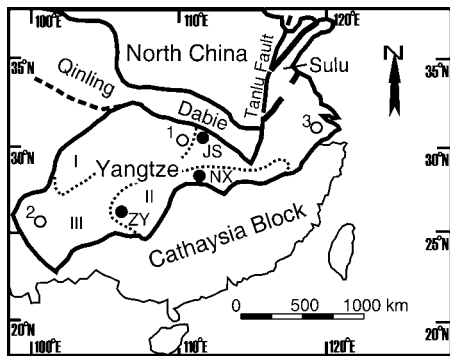 100°E 110°E 120°E
North China
35°N 35°N
Qinling
Tanlu Fault
Sulu
N
Dabie
1 3
JS
30°N 30°N
I Yangtze
NX
II
2 ZY
III
Cathaysia Block
25°N 25°N
0 500 1000 km
20°N 20°N
100°E 110°E 120°E